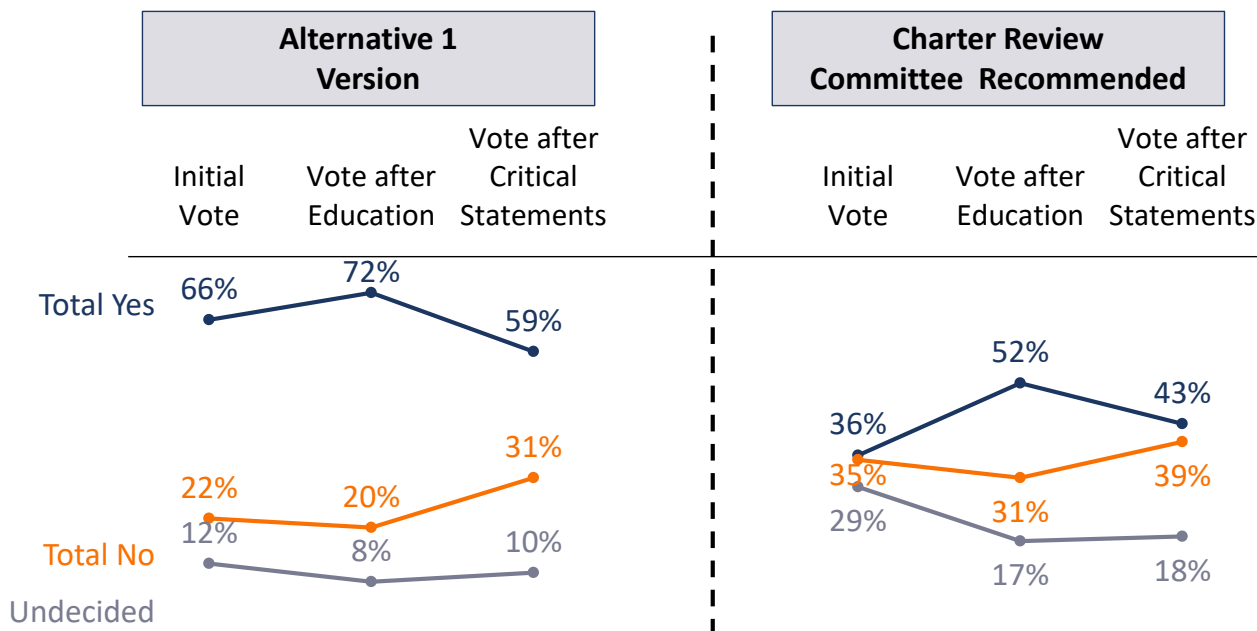 Alternative 1
Version
Charter Review
Committee Recommended
Initial
Vote
Vote after
Education
Vote after
Critical
Statements
Initial
Vote
Vote after
Education
Vote after
Critical
Statements
Total Yes
66%
72%
59%
36%
52%
43%
Total No
22%
20%
31%
35%
31%
39%
Undecided
12%
8%
10%
29%
17%
18%